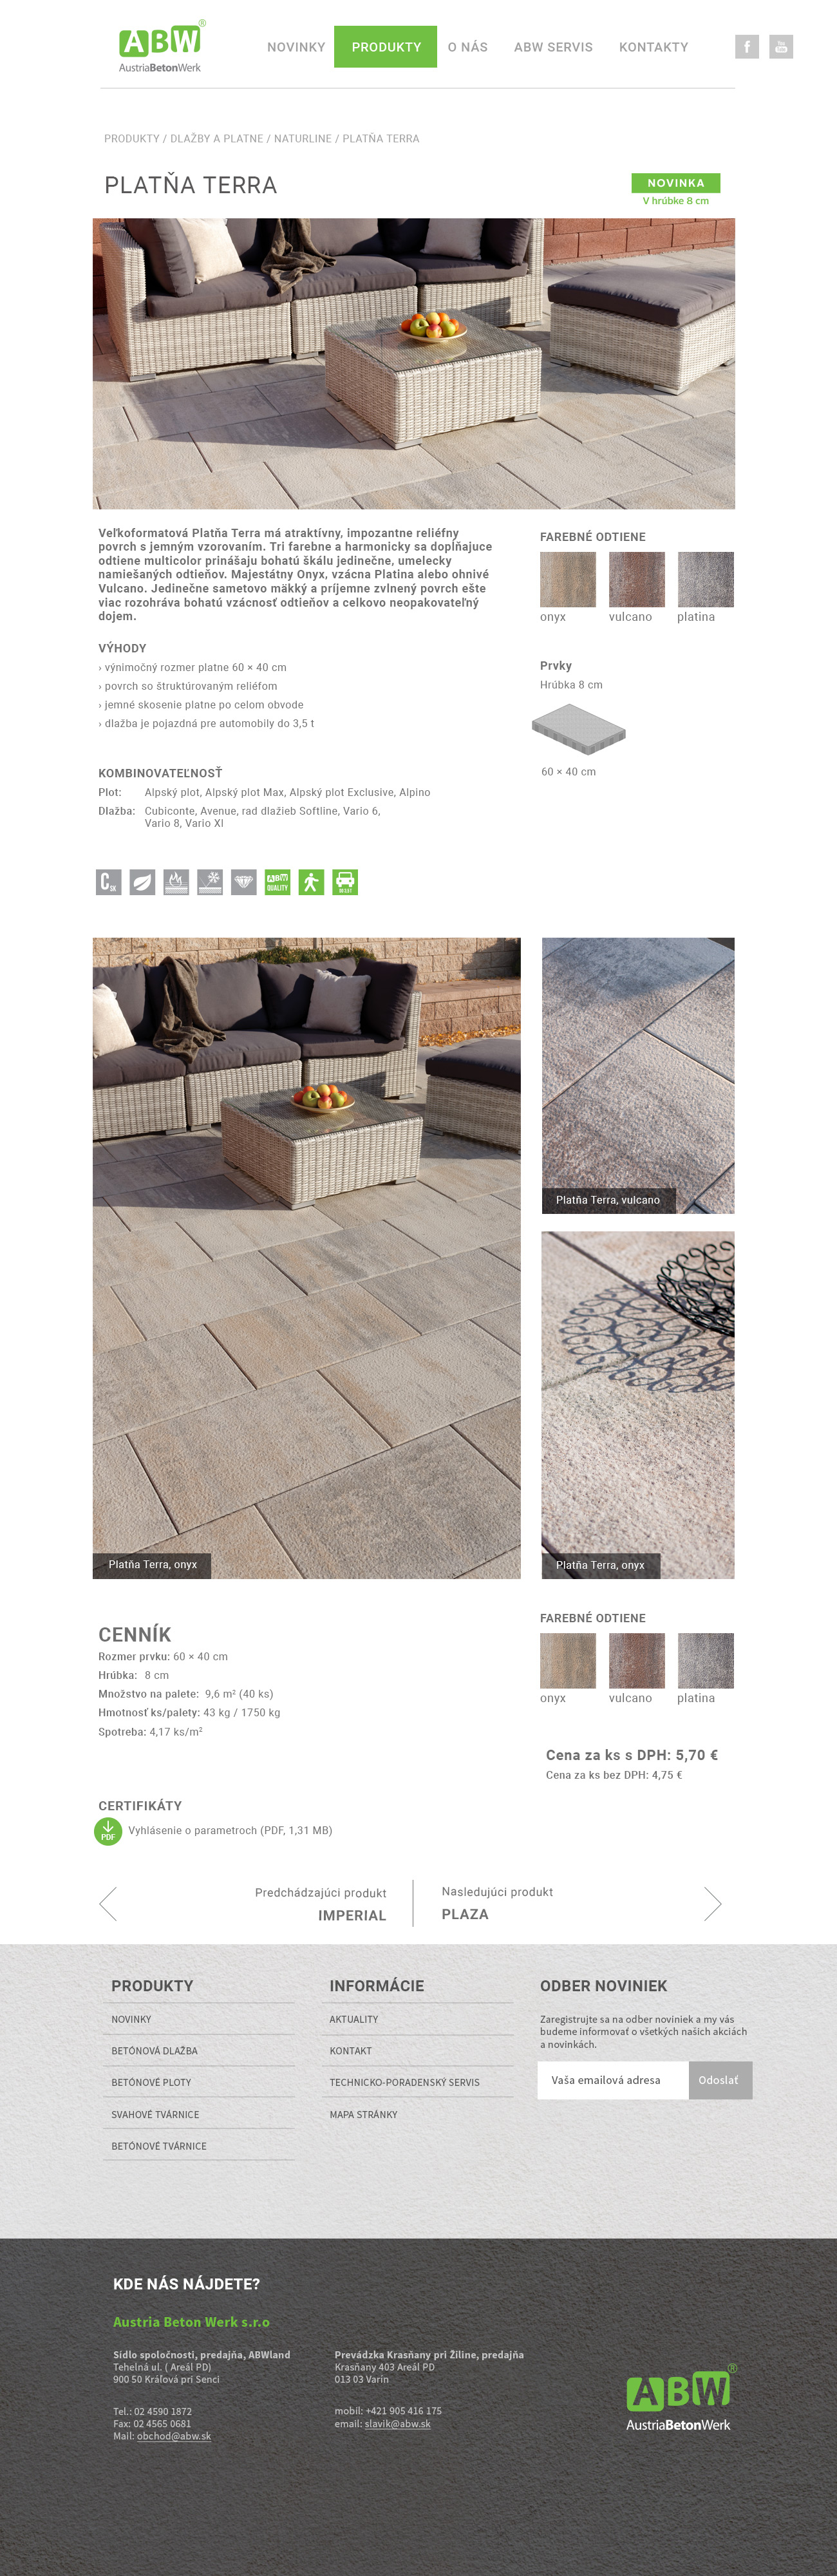 ABW®
AustriaBetonWerk
NOVINKY
PRODUKTY
O NÁS
ABW SERVIS
KONTAKTY
f
You
PRODUKTY / DLAŽBY A PLATNE / NATURLINE / PLATŇA TERRA
PLATŇA TERRA
NOVINKA
V hrúbke 8 cm
Veľkoformatová Platňa Terra má atraktívny, impozantne reliéfny
povrch s jemným vzorovaním. Tri farebne a harmonicky sa dopĺňajuce
odtiene multicolor prinášaju bohatú škálu jedinečne, umelecky
namiešaných odtieňov. Majestátny Onyx, vzácna Platina alebo ohnivé
Vulcano. Jedinečne sametovo mäkký a príjemne zvlnený povrch ešte
viac rozohráva bohatú vzácnosť odtieňov a celkovo neopakovateľný
dojem.
FAREBNÉ ODTIENE
onyx
vulcano
platina
VÝHODY
› výnimočný rozmer platne 60 × 40 cm
› povrch so štruktúrovaným reliéfom
› jemné skosenie platne po celom obvode
› dlažba je pojazdná pre automobily do 3,5 t
Prvky
Hrúbka 8 cm
60 × 40 cm
KOMBINOVATEĽNOSŤ
Plot: Alpský plot, Alpský plot Max, Alpský plot Exclusive, Alpino
Dlažba: Cubiconte, Avenue, rad dlažieb Softline, Vario 6,
Vario 8, Vario XI
CSK
ABW
QUALITY
Platňa Terra, vulcano
Platňa Terra, onyx
Platňa Terra, onyx
CENNÍK
Rozmer prvku: 60 × 40 cm
Hrúbka: 8 cm
Množstvo na palete: 9,6 m² (40 ks)
Hmotnosť ks/palety: 43 kg / 1750 kg
Spotreba: 4,17 ks/m²
FAREBNÉ ODTIENE
onyx
vulcano
platina
Cena za ks s DPH: 5,70 €
Cena za ks bez DPH: 4,75 €
CERTIFIKÁTY
PDF
Vyhlásenie o parametroch (PDF, 1,31 MB)
Predchádzajúci produkt
IMPERIAL
Nasledujúci produkt
PLAZA
PRODUKTY
NOVINKY
BETÓNOVÁ DLAŽBA
BETÓNOVÉ PLOTY
SVAHOVÉ TVÁRNICE
BETÓNOVÉ TVÁRNICE
INFORMÁCIE
AKTUALITY
KONTAKT
TECHNICKO-PORADENSKÝ SERVIS
MAPA STRÁNKY
ODBER NOVINIEK
Zaregistrujte sa na odber noviniek a my vás
budeme informovať o všetkých našich akciách
a novinkách.
Vaša emailová adresa
Odoslať
KDE NÁS NÁJDETE?
Austria Beton Werk s.r.o
Sídlo spoločnosti, predajňa, ABWland
Tehelná ul. ( Areál PD)
900 50 Kráľová pri Senci
Tel.: 02 4590 1872
Fax: 02 4565 0681
Mail: obchod@abw.sk
Prevádzka Krasňany pri Žiline, predajňa
Krasňany 403 Areál PD
013 03 Varín
mobil: +421 905 416 175
email: slavik@abw.sk
ABW®
AustriaBetonWerk